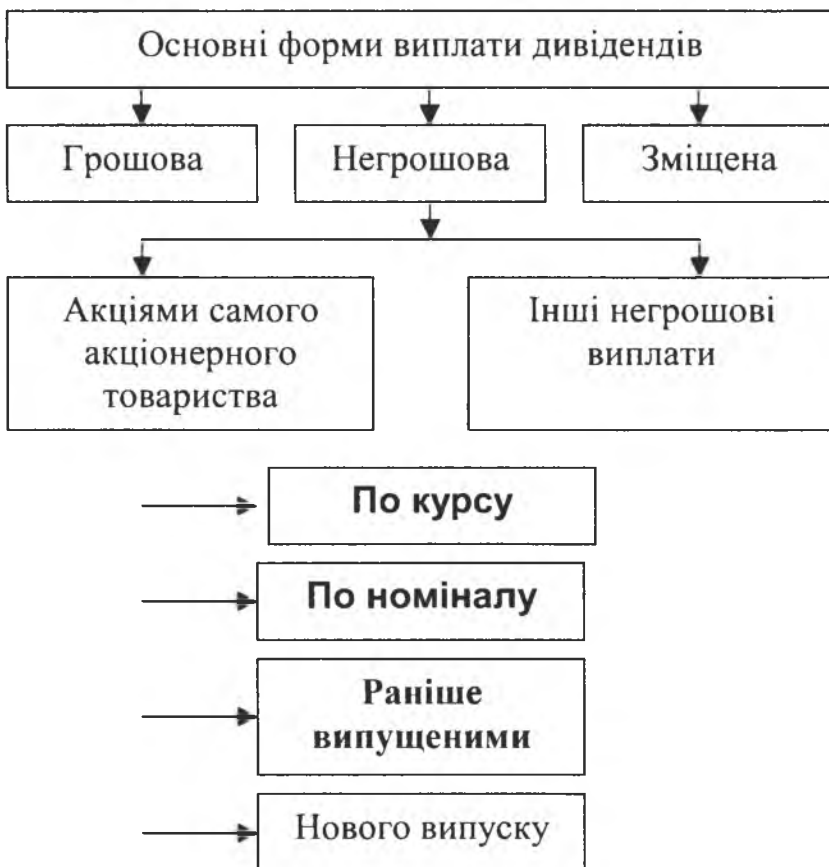 Основні форми виплати дивідендів
Грошова
Негрошова
Зміщена
Акціями самого
акціонерного
товариства
Інші негрошові
виплати
По курсу
По номіналу
Раніше
випущеними
Нового випуску